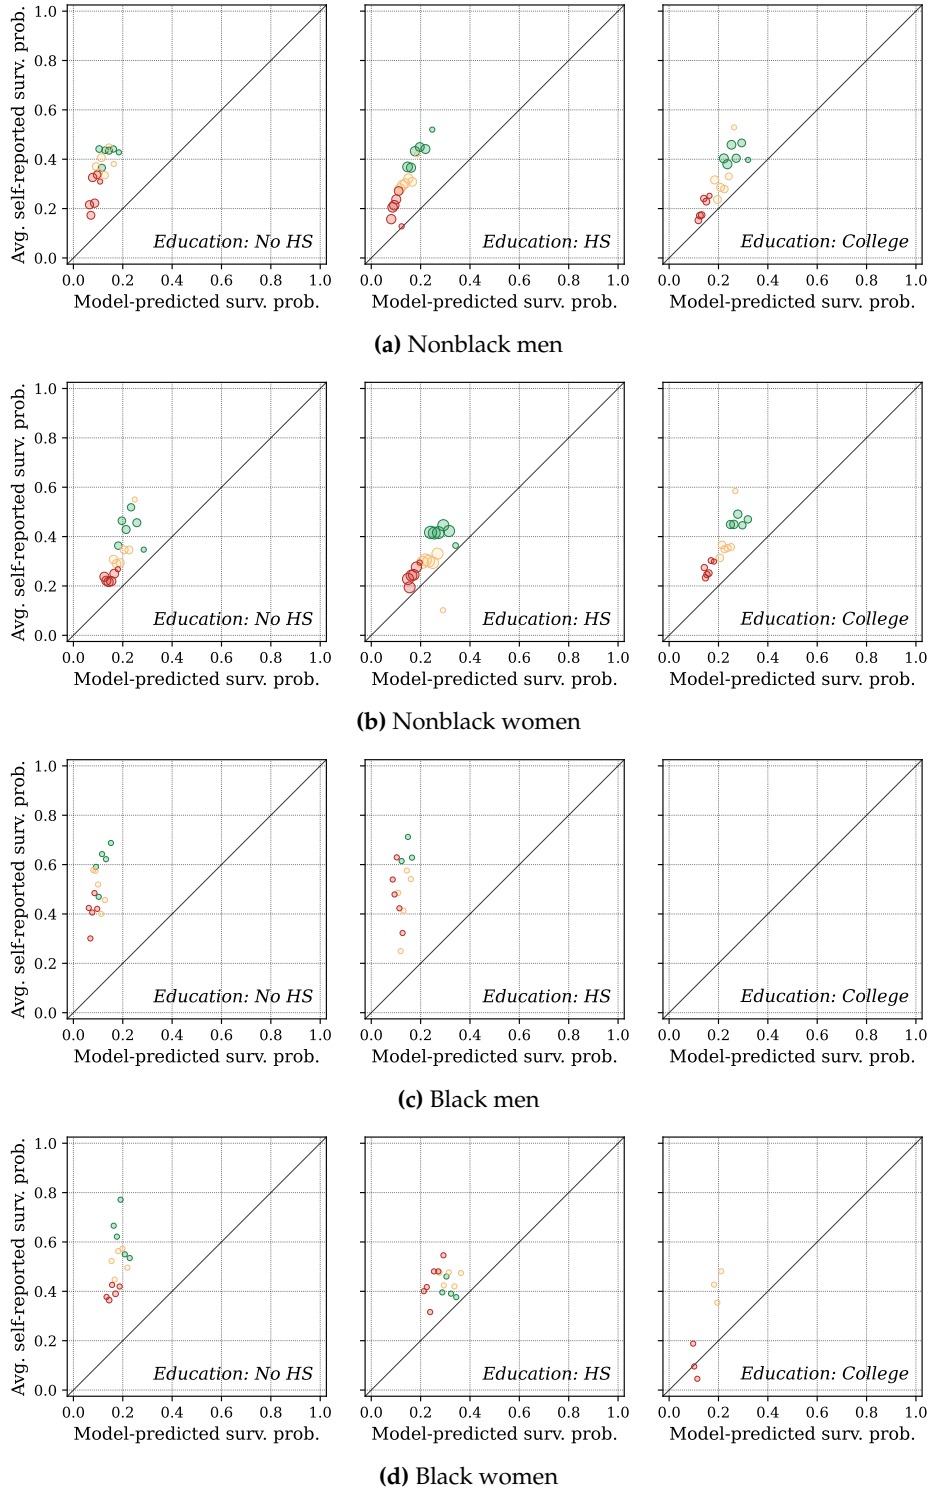 1.0
0.8
0.6
0.4
0.2
0.0
Avg. self-reported surv. prob.
Education: No HS
Education: HS
Education: College
0.0 0.2 0.4 0.6 0.8 1.0
0.0 0.2 0.4 0.6 0.8 1.0
0.0 0.2 0.4 0.6 0.8 1.0
Model-predicted surv. prob.
Model-predicted surv. prob.
Model-predicted surv. prob.
(a) Nonblack men
1.0
0.8
0.6
0.4
0.2
0.0
Avg. self-reported surv. prob.
Education: No HS
Education: HS
Education: College
0.0 0.2 0.4 0.6 0.8 1.0
0.0 0.2 0.4 0.6 0.8 1.0
0.0 0.2 0.4 0.6 0.8 1.0
Model-predicted surv. prob.
Model-predicted surv. prob.
Model-predicted surv. prob.
(b) Nonblack women
1.0
0.8
0.6
0.4
0.2
0.0
Avg. self-reported surv. prob.
Education: No HS
Education: HS
Education: College
0.0 0.2 0.4 0.6 0.8 1.0
0.0 0.2 0.4 0.6 0.8 1.0
0.0 0.2 0.4 0.6 0.8 1.0
Model-predicted surv. prob.
Model-predicted surv. prob.
Model-predicted surv. prob.
(c) Black men
1.0
0.8
0.6
0.4
0.2
0.0
Avg. self-reported surv. prob.
Education: No HS
Education: HS
Education: College
0.0 0.2 0.4 0.6 0.8 1.0
0.0 0.2 0.4 0.6 0.8 1.0
0.0 0.2 0.4 0.6 0.8 1.0
Model-predicted surv. prob.
Model-predicted surv. prob.
Model-predicted surv. prob.
(d) Black women